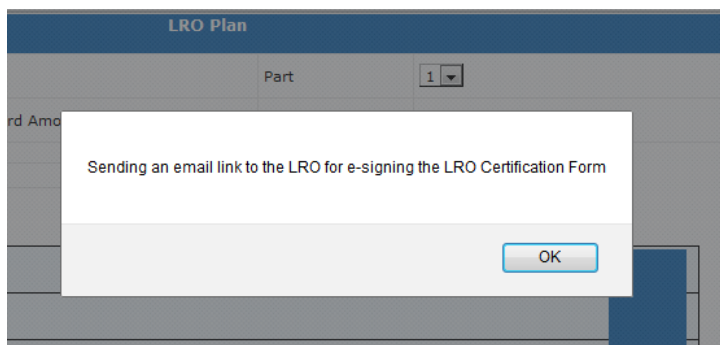 LRO Plan
Part 1
rd Amo
Sending an email link to the LRO for e-signing the LRO Certification Form
OK